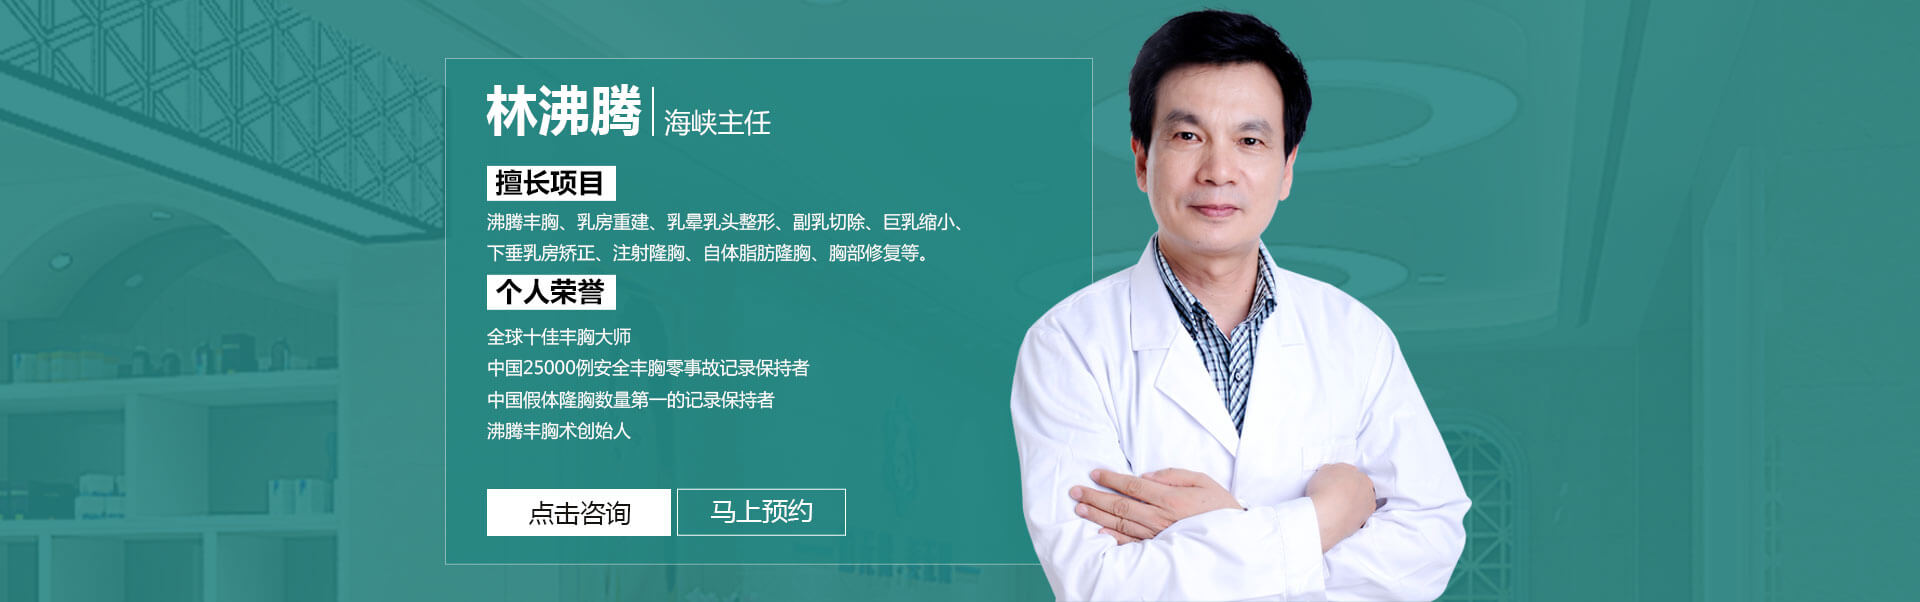 林沸腾 海峡主任
擅长项目
沸腾丰胸、乳房重建、乳晕乳头整形、副乳切除、巨乳缩小、
下垂乳房矫正、注射隆胸、自体脂肪隆胸、胸部修复等。
个人荣誉
全球十佳丰胸大师
中国25000例安全丰胸零事故记录保持者
中国假体隆胸数量第一的记录保持者
沸腾丰胸术创始人
点击咨询 马上预约